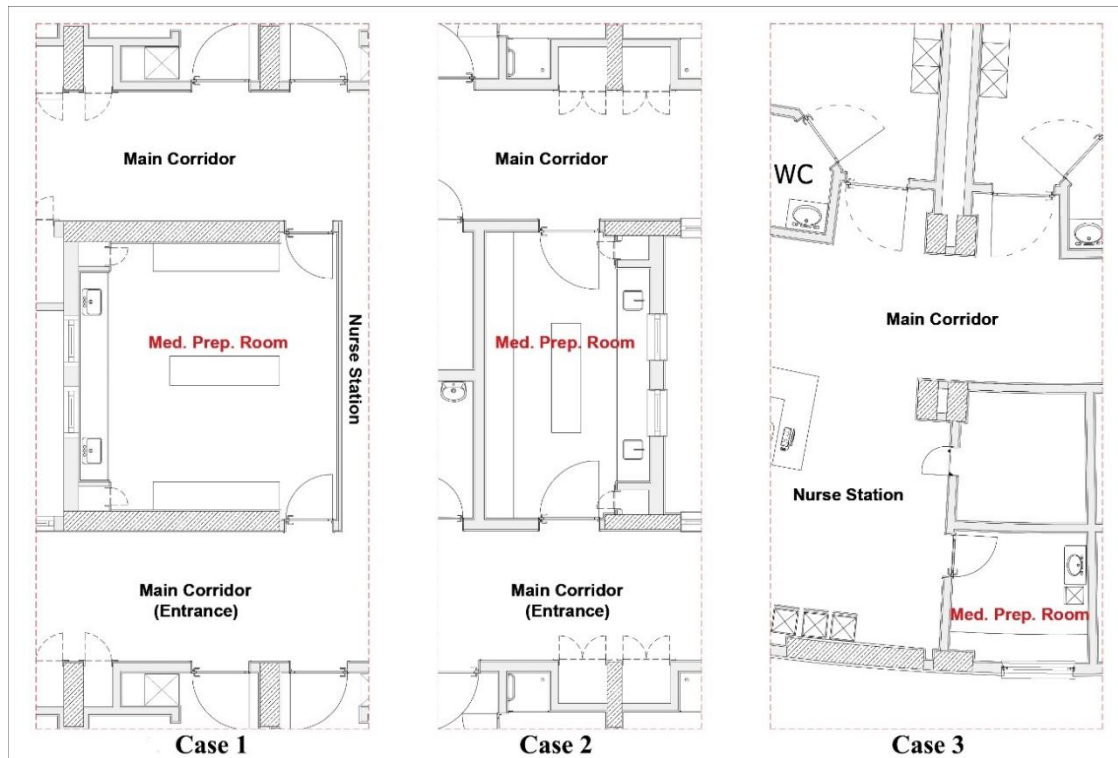 Main Corridor
Med. Prep. Room
Nurse Station
Main Corridor
(Entrance)
Case 1
Main Corridor
Med. Prep. Room
Main Corridor
(Entrance)
Case 2
WC
Main Corridor
Nurse Station
Med. Prep. Room
Case 3